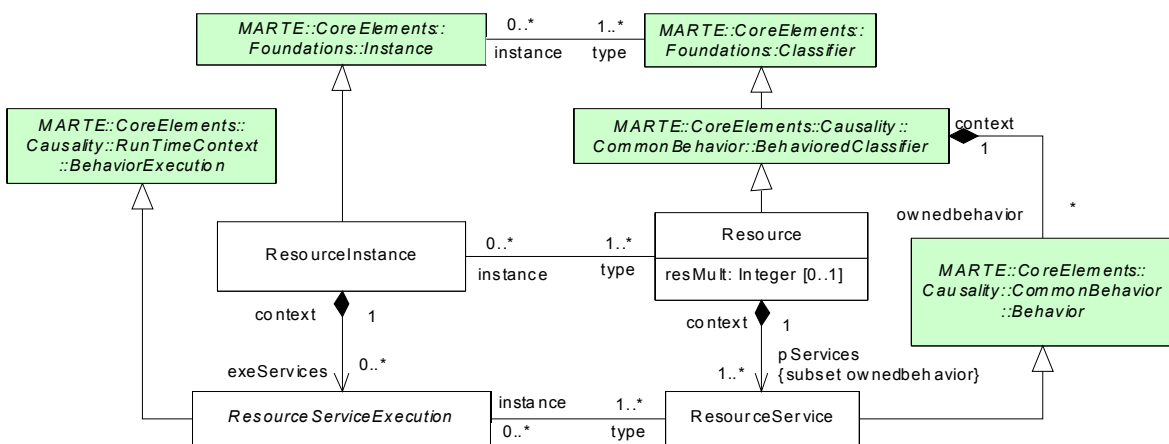 MARTE::CoreElements::
Foundations::Instance
0..*
instance
1..*
type
MARTE::CoreElements::
Foundations::Classifier
MARTE::CoreElements::
Causality::RunTimeContext
::BehaviorExecution
MARTE::CoreElements::Causality::
CommonBehavior::BehavioredClassifier
context
1
ownedbehavior
*
ResourceInstance
0..*
instance
1..*
type
Resource
resMult: Integer [0..1]
MARTE::CoreElements::
Causality::CommonBehavior
::Behavior
context
1
exeServices
0..*
context
1
1..*
pServices
{subset ownedbehavior}
ResourceServiceExecution
instance
0..*
1..*
type
ResourceService